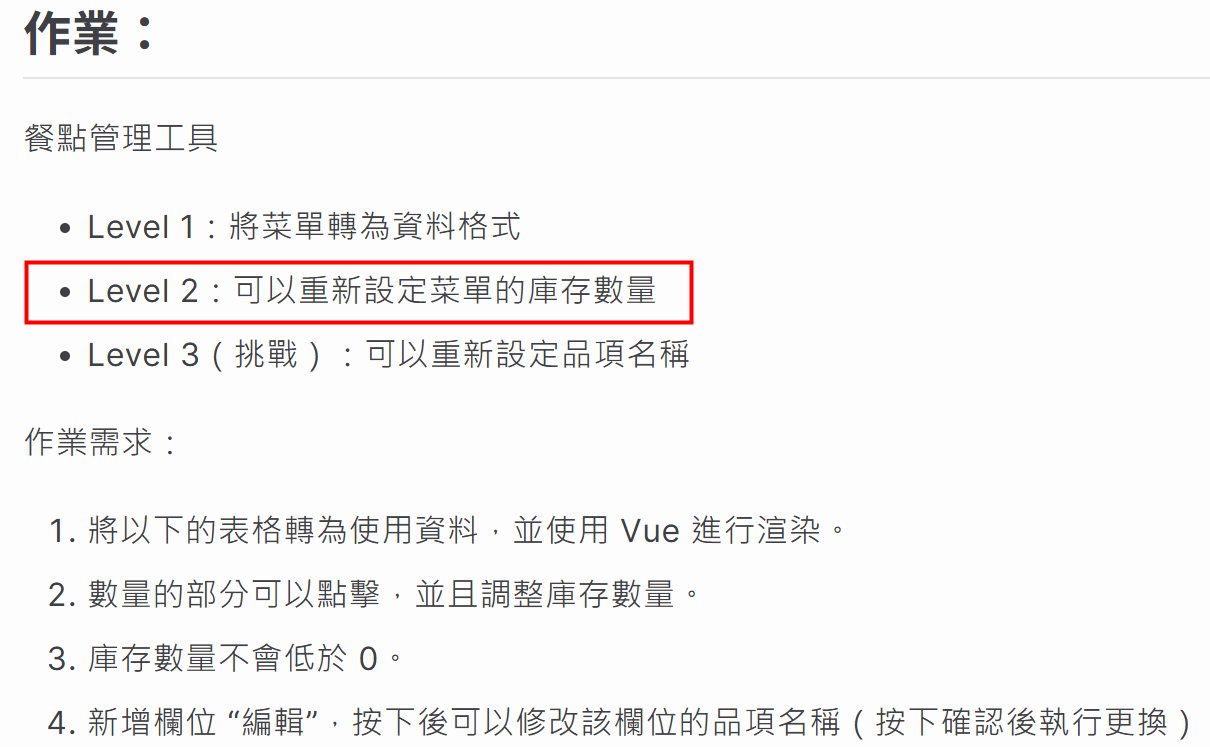 作業：
餐點管理工具
• Level 1：將菜單轉為資料格式
• Level 2：可以重新設定菜單的庫存數量
• Level 3（挑戰）：可以重新設定品項名稱
作業需求：
1. 將以下的表格轉為使用資料，並使用 Vue 進行渲染。
2. 數量的部分可以點擊，並且調整庫存數量。
3. 庫存數量不會低於 0。
4. 新增欄位 “編輯”，按下後可以修改該欄位的品項名稱（按下確認後執行更換）